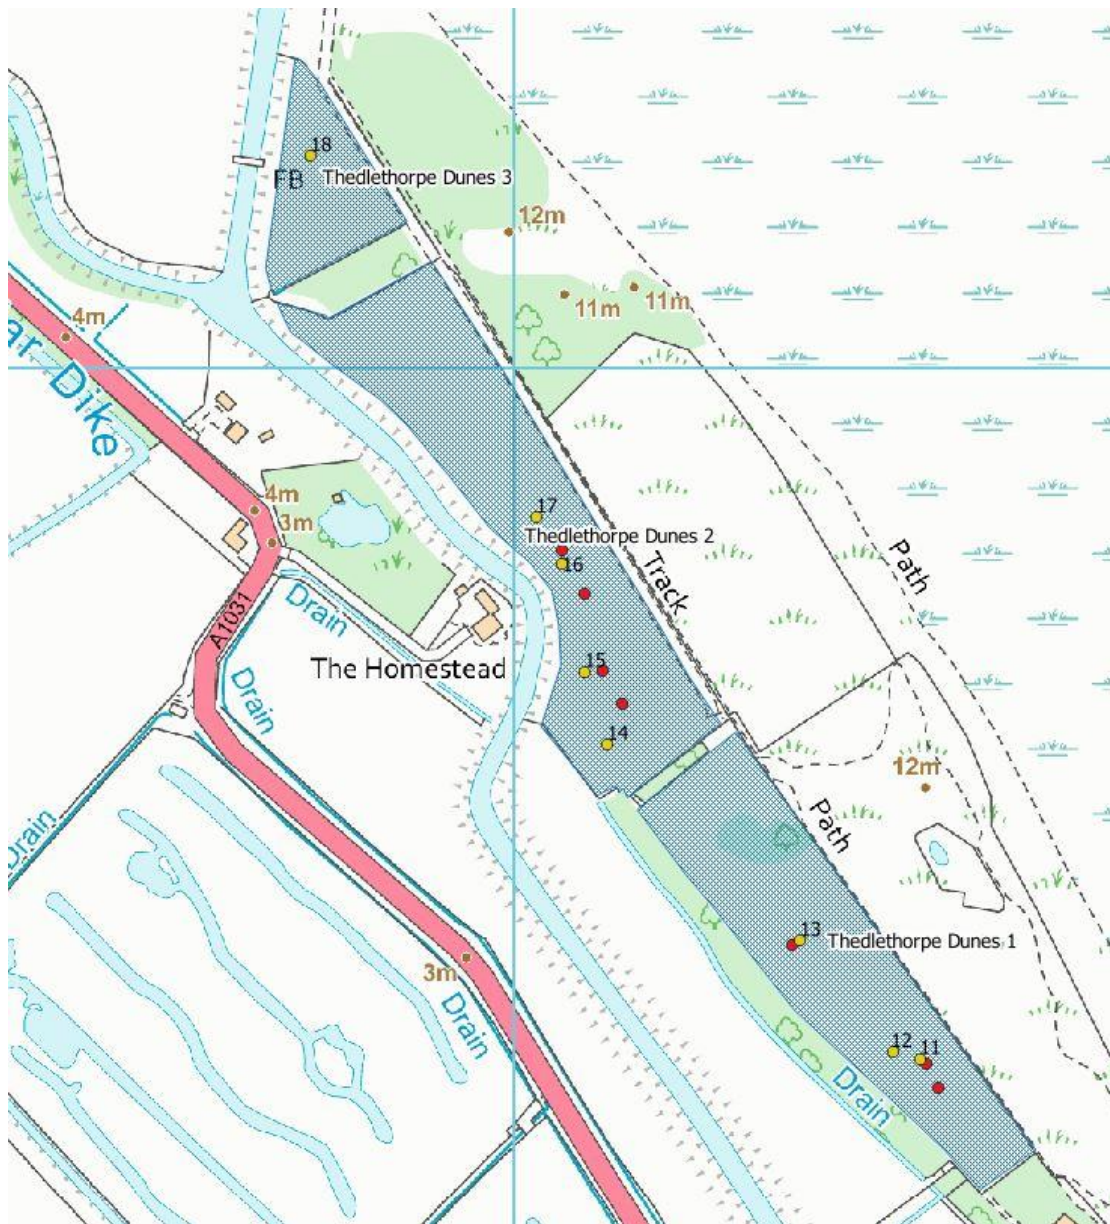 18
FB
Thedlethorpe Dunes 3
12m
11m
11m
4m
ar Dike
4m
3m
17
Thedlethorpe Dunes 2
16
Track
Path
A1031
Drain
15
The Homestead
Drain
14
12m
Path
Drain
13
Thedlethorpe Dunes 1
3m
Drain
12
11
Drain